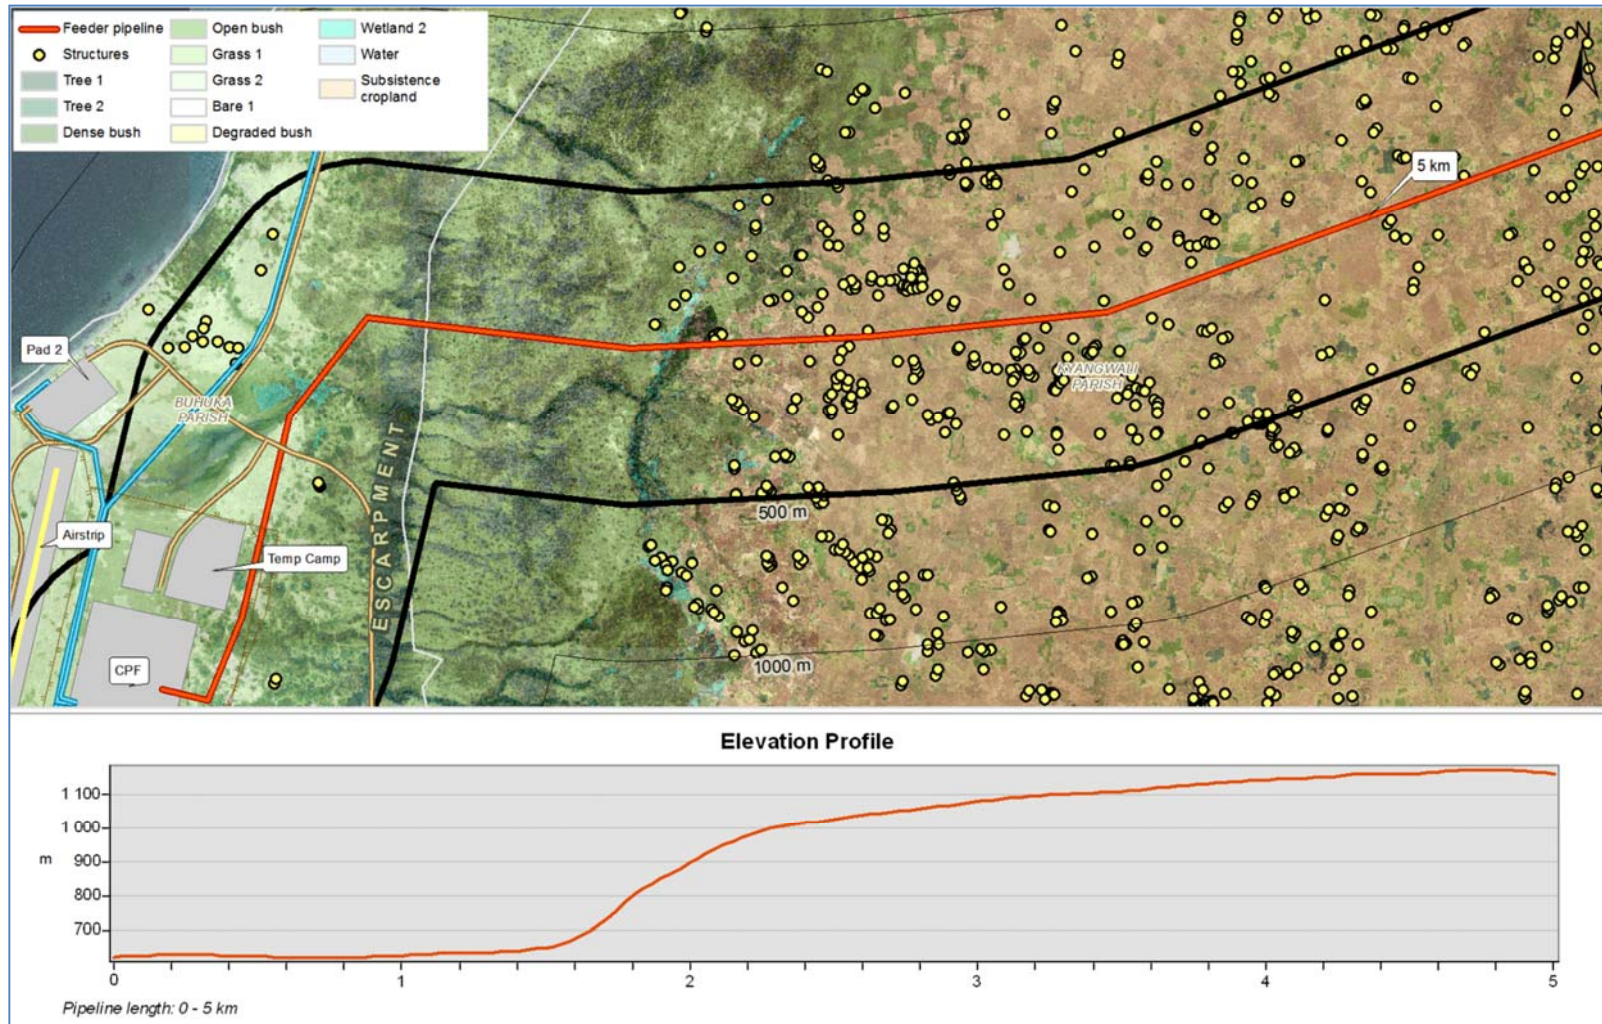 Feeder pipeline
Structures
Tree 1
Tree 2
Dense bush
Open bush
Grass 1
Grass 2
Bare 1
Degraded bush
Wetland 2
Water
Subsistence
cropland
N
5 km
Pad 2
BUHUKA
PARISH
KYANGWALI
PARISH
ESCARPMENT
500 m
Airstrip
Temp Camp
CPF
1000 m
Elevation Profile
m
1 100
1 000
900
800
700
0 1 2 3 4 5
Pipeline length: 0 - 5 km